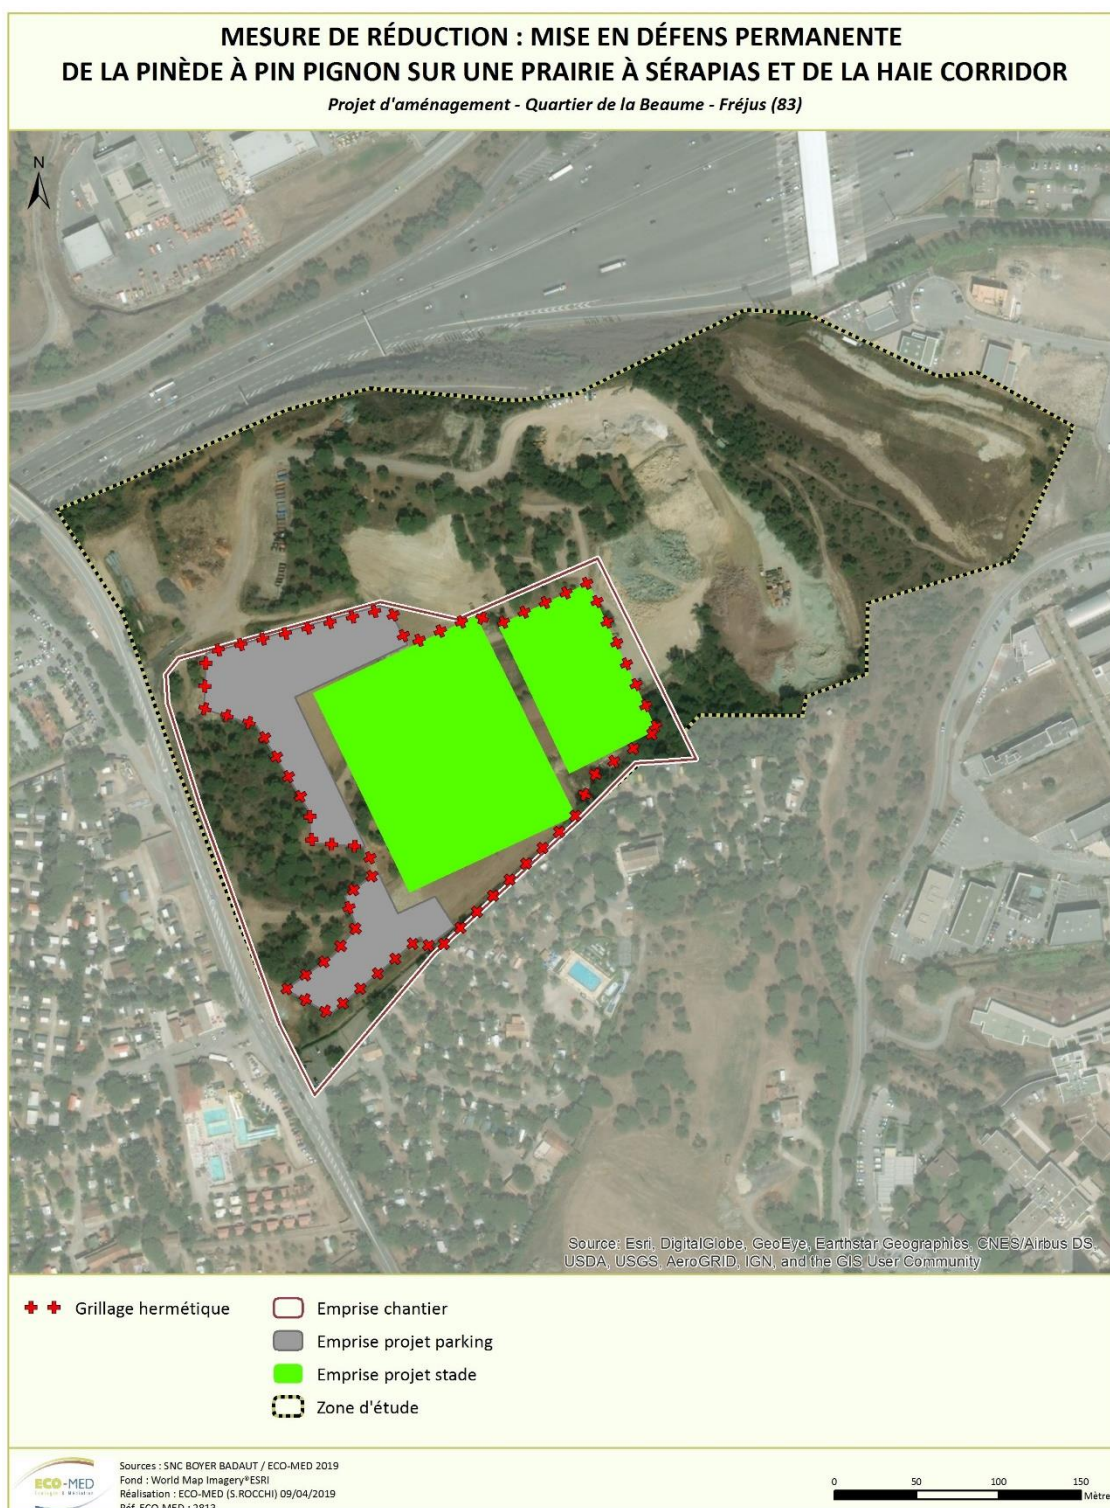 MESURE DE RÉDUCTION : MISE EN DÉFENS PERMANENTE
DE LA PINÈDE À PIN PIGNON SUR UNE PRAIRIE À SÉRAPIAS ET DE LA HAIE CORRIDOR
Projet d'aménagement - Quartier de la Beaume - Fréjus (83)
N
Source: Esri, DigitalGlobe, GeoEye, Earthstar Geographics, CNES/Airbus DS,
USDA, USGS, AeroGRID, IGN, and the GIS User Community
Grillage hermétique
Emprise chantier
Emprise projet parking
Emprise projet stade
Zone d'étude
ECO-MED
Sources : SNC BOYER BADAUT / ECO-MED 2019
Fond : World Map Imagery®ESRI
Réalisation : ECO-MED (S.ROCCHI) 09/04/2019
Réf. ECO-MED : 2813
0 50 100 150
Mètre